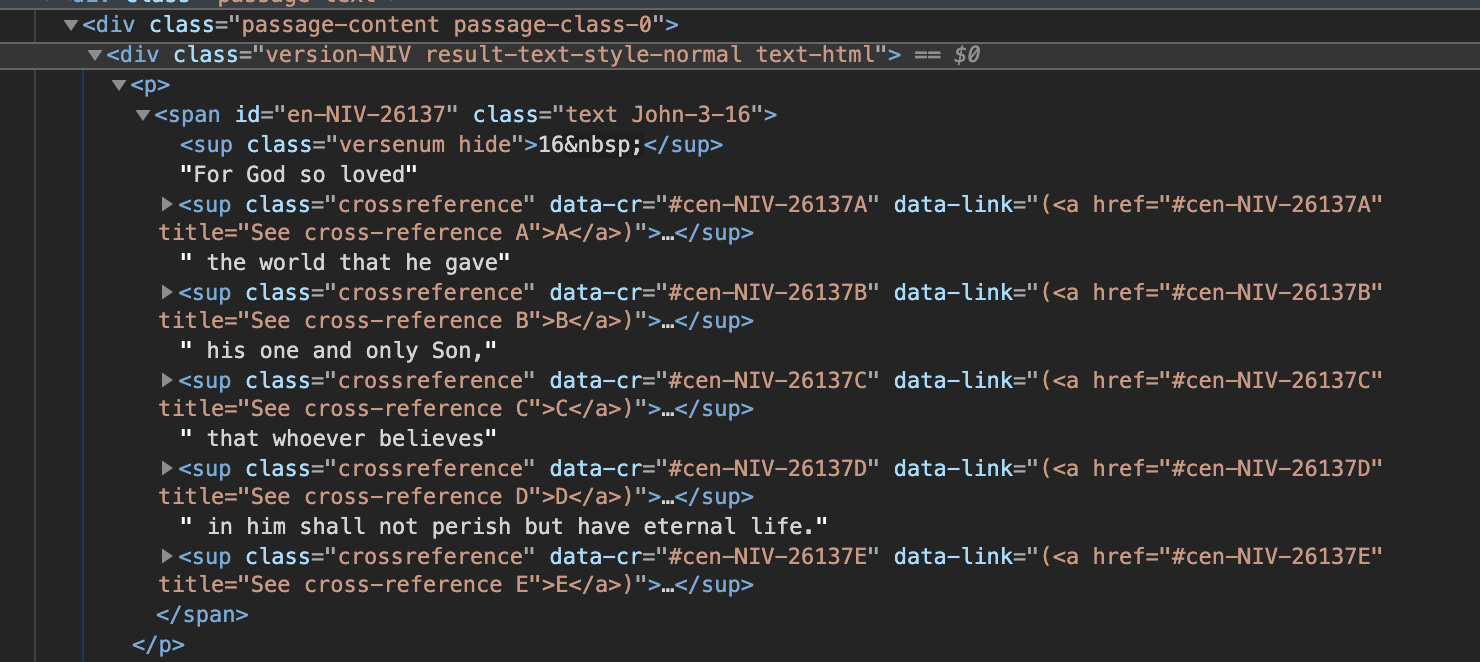 <div class="passage-text">
▼<div class="passage-content passage-class-0">
▼<div class="version-NIV result-text-style-normal text-html"> == $0
▼<p>
▼<span id="en-NIV-26137" class="text John-3-16">
<sup class="versenum hide">16&nbsp;</sup>
"For God so loved"
▶<sup class="crossreference" data-cr="#cen-NIV-26137A" data-link="(<a href="#cen-NIV-26137A"
title="See cross-reference A">A</a>)">…</sup>
" the world that he gave"
▶<sup class="crossreference" data-cr="#cen-NIV-26137B" data-link="(<a href="#cen-NIV-26137B"
title="See cross-reference B">B</a>)">…</sup>
" his one and only Son,"
▶<sup class="crossreference" data-cr="#cen-NIV-26137C" data-link="(<a href="#cen-NIV-26137C"
title="See cross-reference C">C</a>)">…</sup>
" that whoever believes"
▶<sup class="crossreference" data-cr="#cen-NIV-26137D" data-link="(<a href="#cen-NIV-26137D"
title="See cross-reference D">D</a>)">…</sup>
" in him shall not perish but have eternal life."
▶<sup class="crossreference" data-cr="#cen-NIV-26137E" data-link="(<a href="#cen-NIV-26137E"
title="See cross-reference E">E</a>)">…</sup>
</span>
</p>